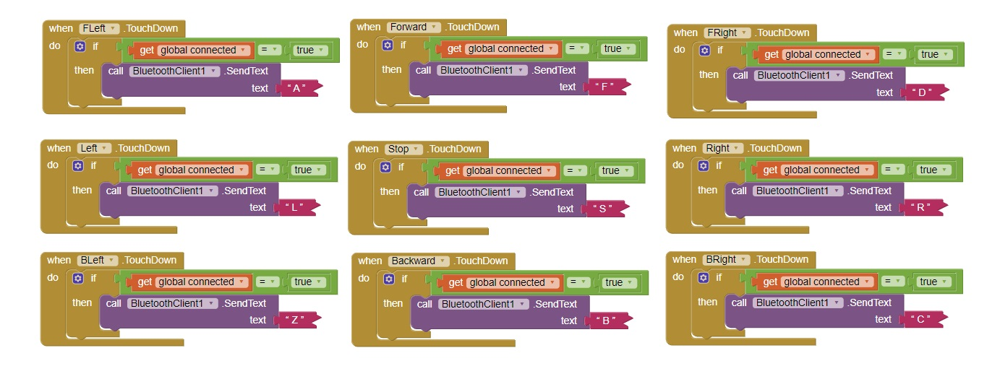 when FLeft .TouchDown
do if get global connected = true
then call BluetoothClient1 .SendText
text “ A ”
when Forward .TouchDown
do if get global connected = true
then call BluetoothClient1 .SendText
text “ F ”
when FRight .TouchDown
do if get global connected = true
then call BluetoothClient1 .SendText
text “ D ”
when Left .TouchDown
do if get global connected = true
then call BluetoothClient1 .SendText
text “ L ”
when Stop .TouchDown
do if get global connected = true
then call BluetoothClient1 .SendText
text “ S ”
when Right .TouchDown
do if get global connected = true
then call BluetoothClient1 .SendText
text “ R ”
when BLeft .TouchDown
do if get global connected = true
then call BluetoothClient1 .SendText
text “ Z ”
when Backward .TouchDown
do if get global connected = true
then call BluetoothClient1 .SendText
text “ B ”
when BRight .TouchDown
do if get global connected = true
then call BluetoothClient1 .SendText
text “ C ”